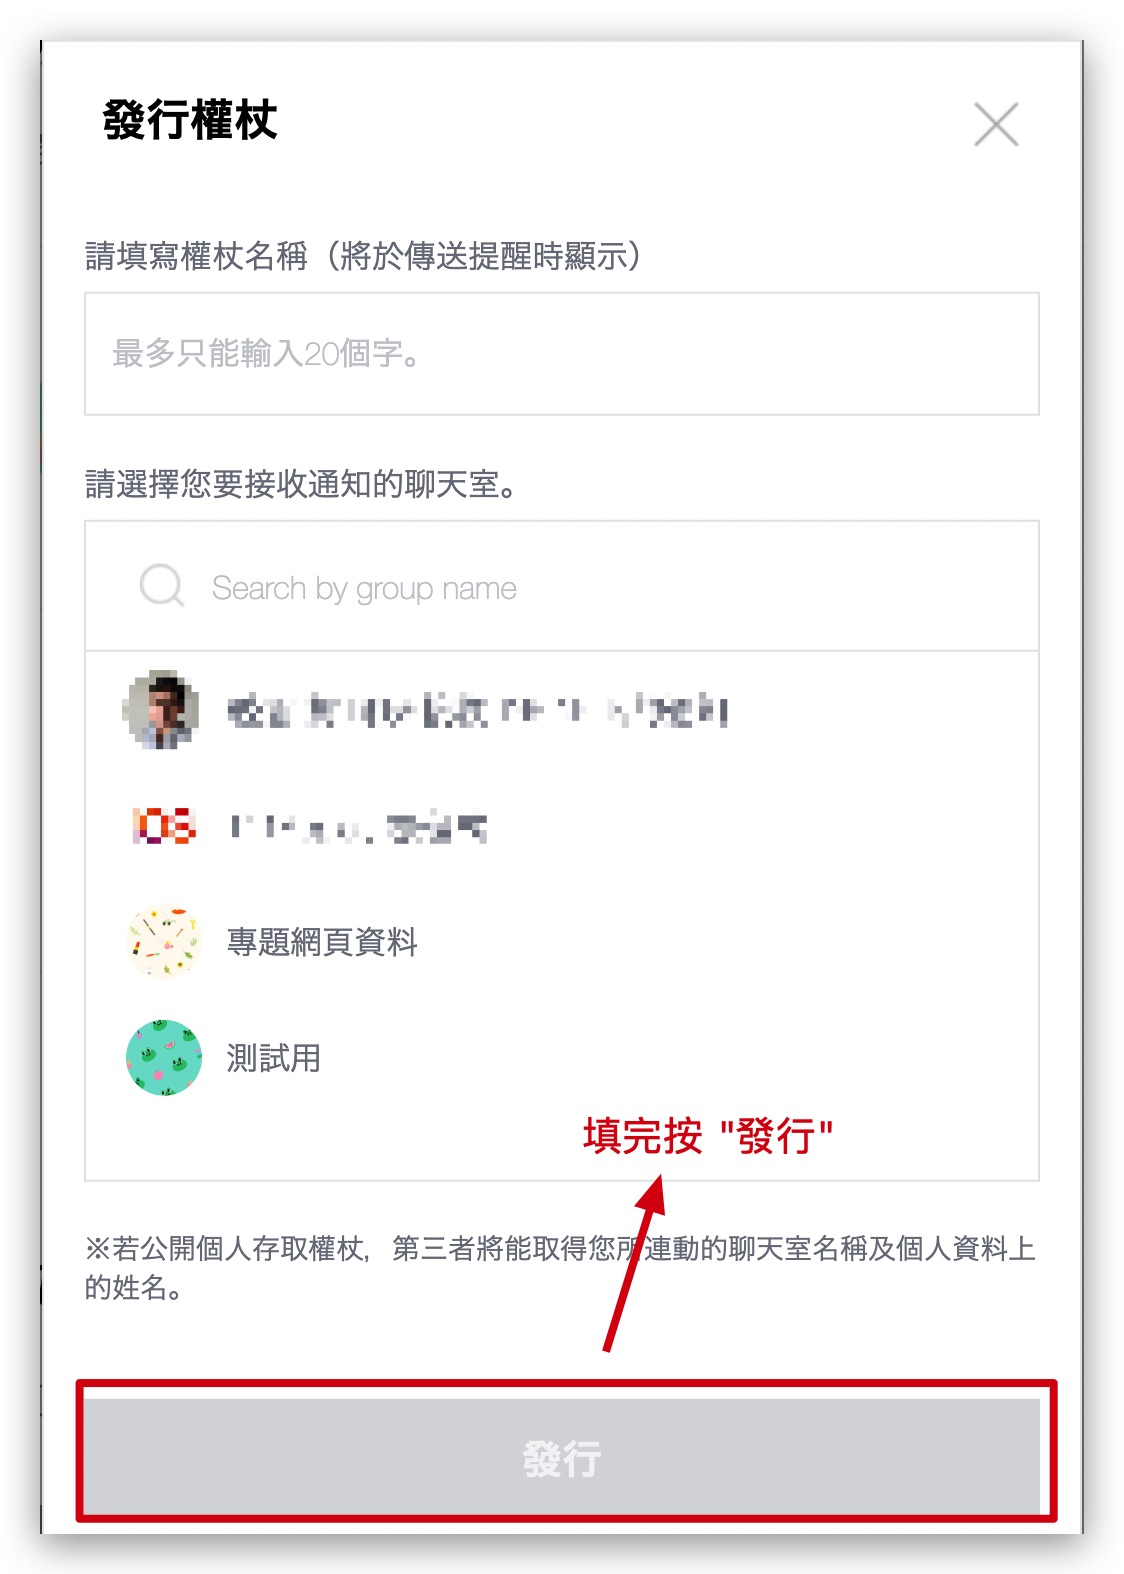 發行權杖
請填寫權杖名稱（將於傳送提醒時顯示）
最多只能輸入20個字。
請選擇您要接收通知的聊天室。
Search by group name
iOS
專題網頁資料
測試用
填完按 "發行"
※若公開個人存取權杖，第三者將能取得您所連動的聊天室名稱及個人資料上
的姓名。
發行